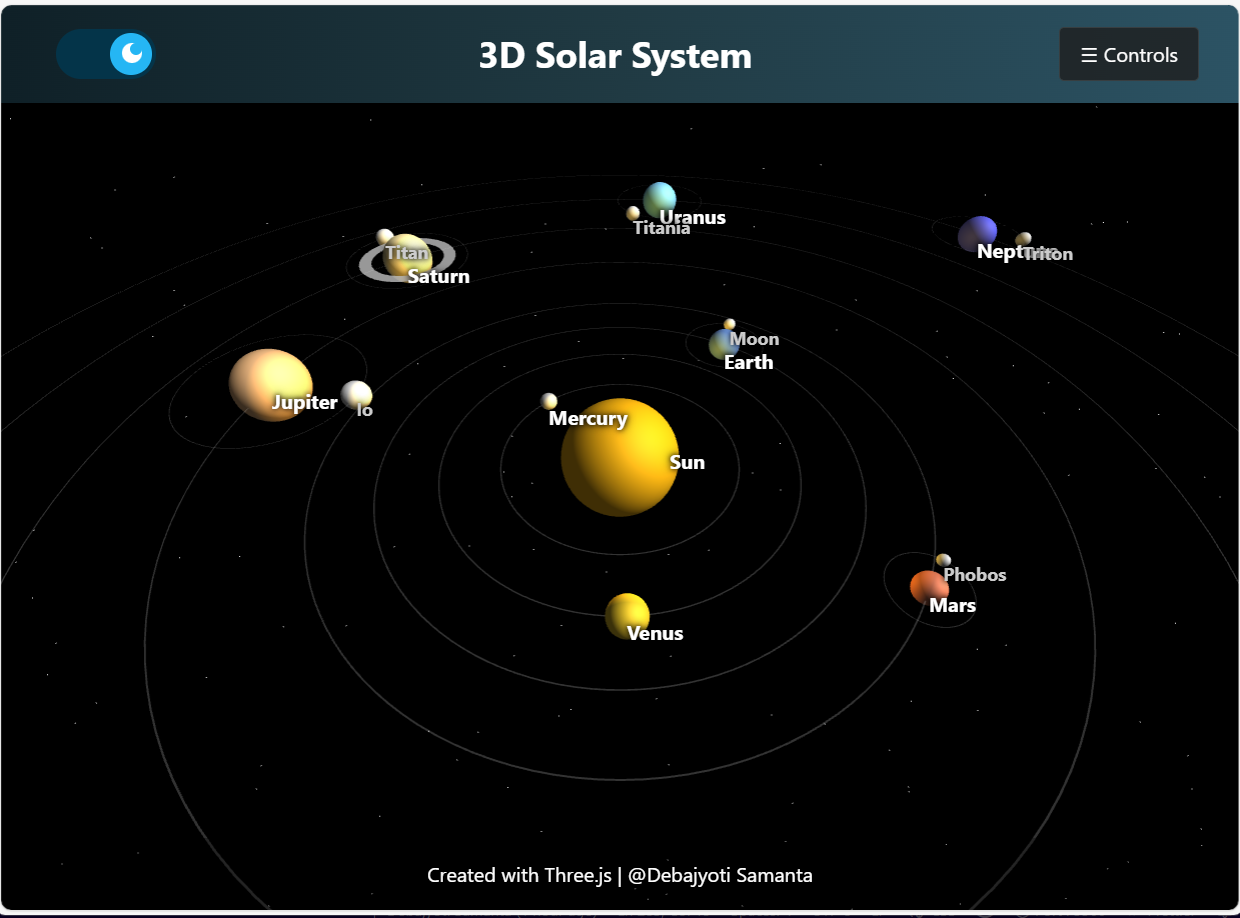 3D Solar System
☰ Controls
Uranus
Titania
Neptune
Triton
Titan
Saturn
Moon
Earth
Jupiter
Io
Mercury
Sun
Phobos
Mars
Venus
Created with Three.js | @Debajyoti Samanta